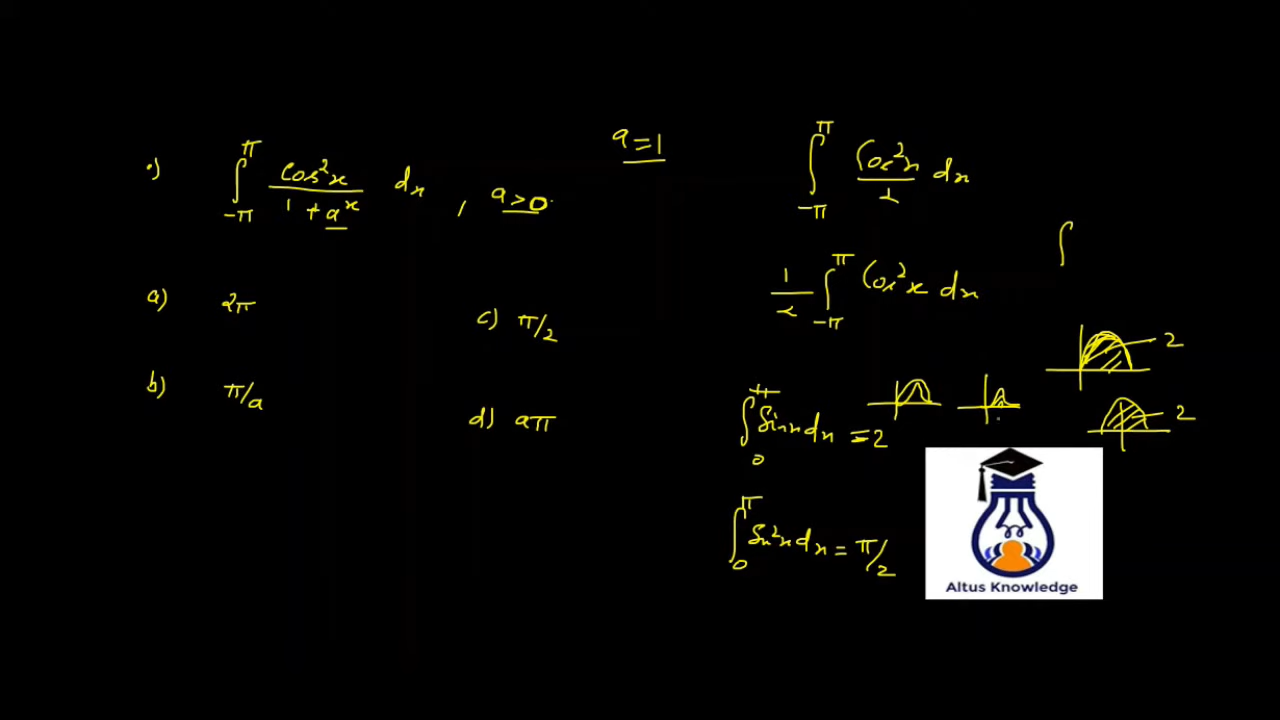 •) ∫_{-π}^{π} Cos²x / (1 + a^x) dx , a>0
a) 2π
c) π/2
b) π/a
d) aπ
a=1
∫_{-π}^{π} Cos²x / 2 dx
1/2 ∫_{-π}^{π} Cos²x dx
∫
2
∫_0^π Sinx dx = 2
2
∫_0^π Sin²x dx = π/2
Altus Knowledge